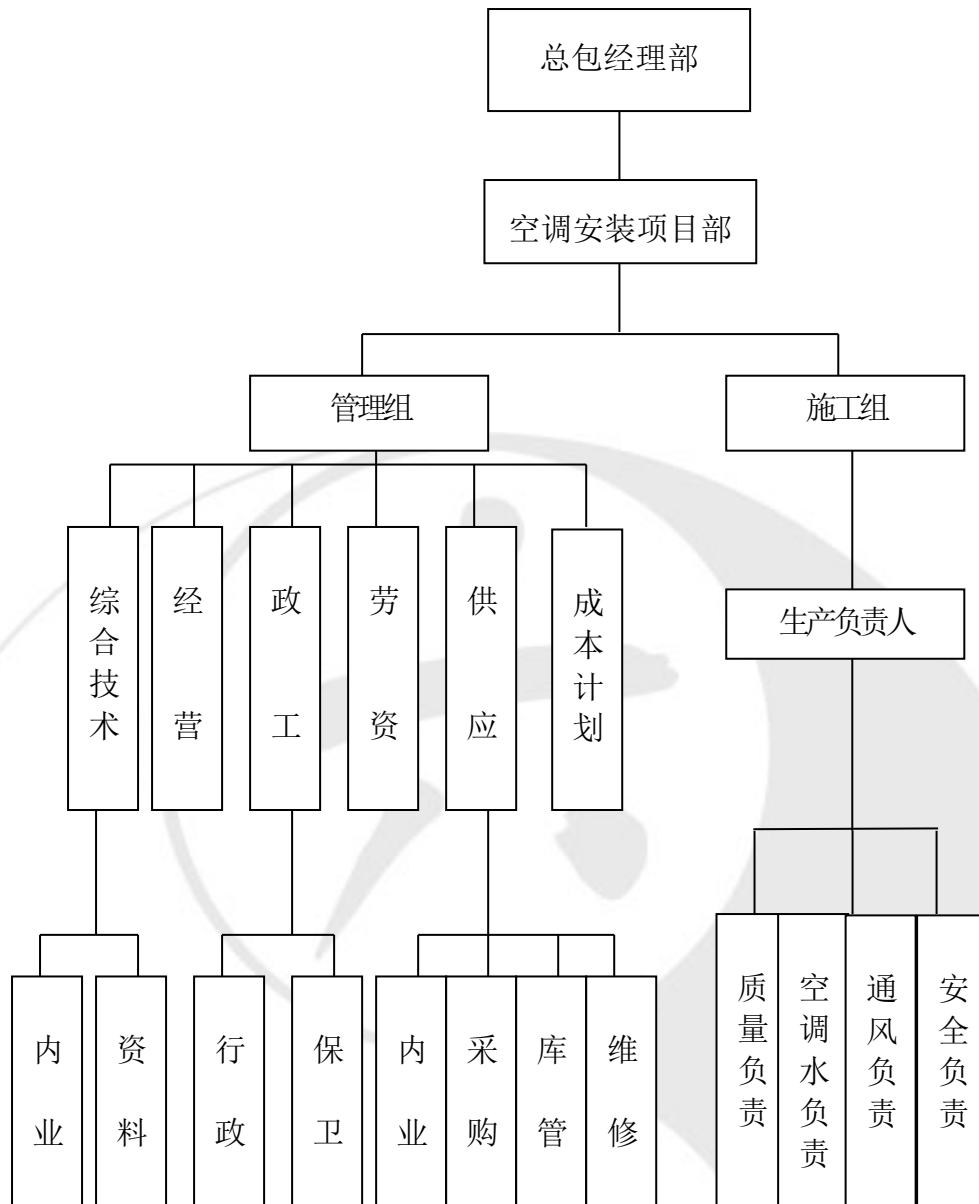 总包经理部
空调安装项目部
管理组
施工组
综合技术
经营
政工
劳资
供应
成本计划
生产负责人
内业
资料
行政
保卫
内业
采购
库管
维修
质量负责
空调水负责
通风负责
安全负责